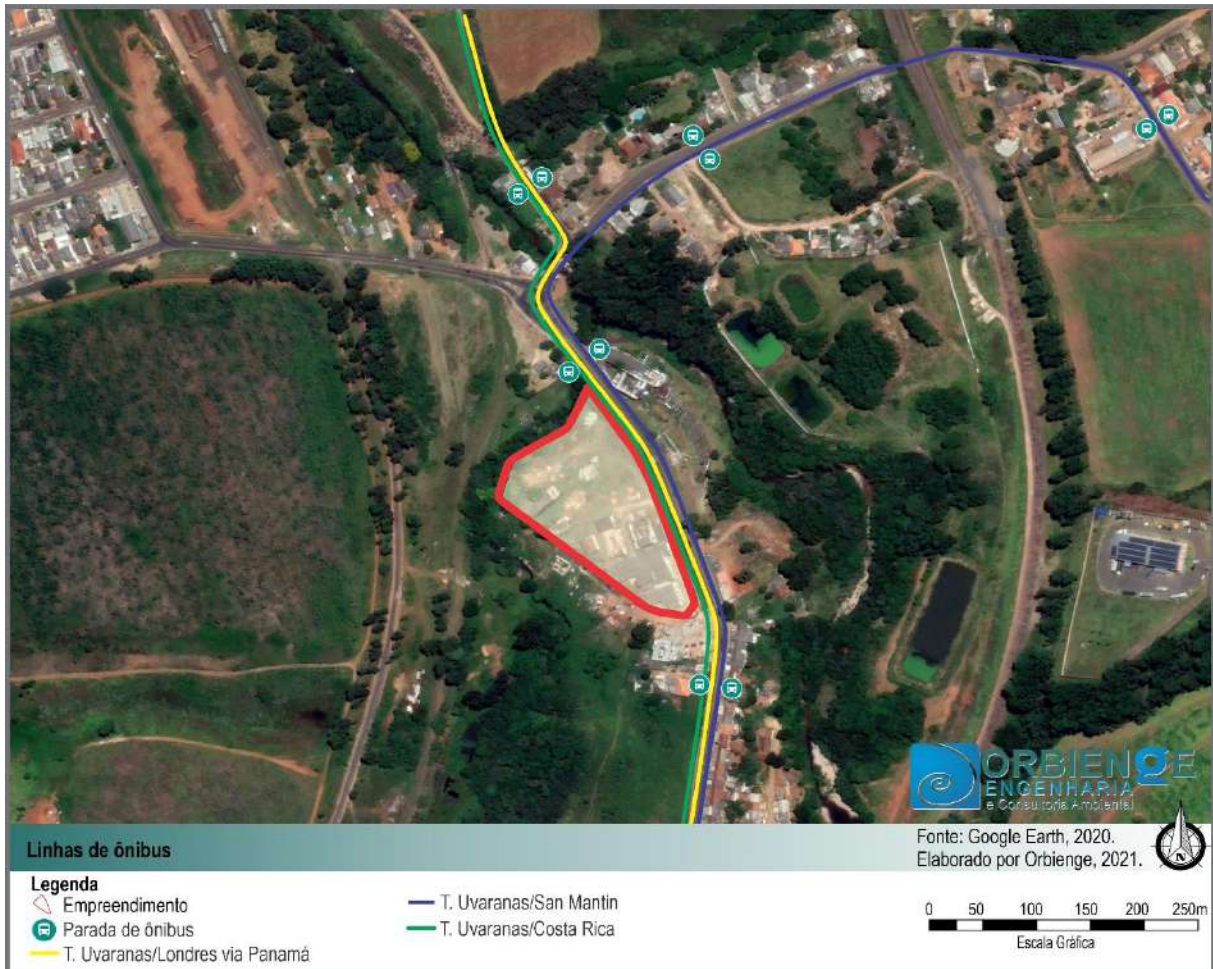 ORBIENGE
ENGENHARIA
e Consultoria Ambiental
Linhas de ônibus
Fonte: Google Earth, 2020.
Elaborado por Orbienge, 2021.
N
Legenda
Empreendimento
Parada de ônibus
T. Uvaranas/Londres via Panamá
T. Uvaranas/San Mantin
T. Uvaranas/Costa Rica
0 50 100 150 200 250m
Escala Gráfica